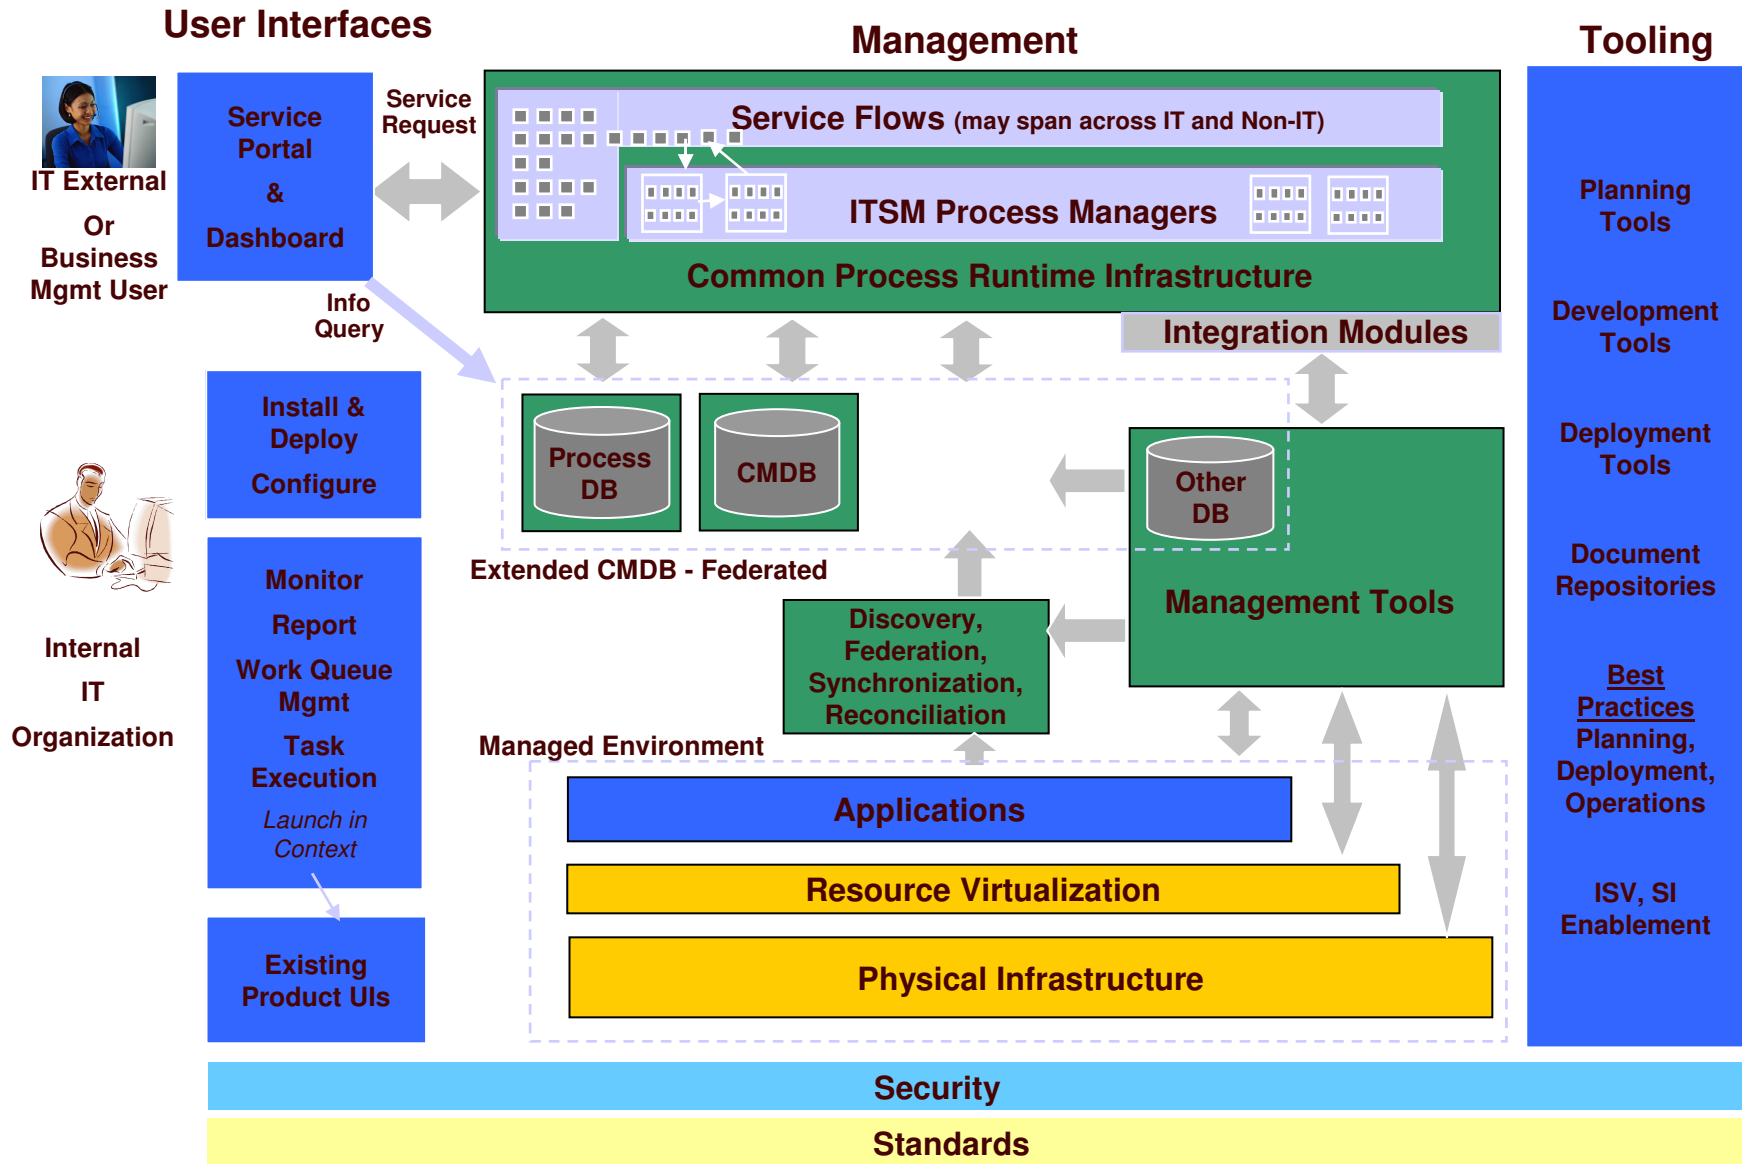 User Interfaces
Management
Tooling
IT External
Or
Business
Mgmt User
Service
Portal
&
Dashboard
Service
Request
Info
Query
Service Flows (may span across IT and Non-IT)
ITSM Process Managers
Common Process Runtime Infrastructure
Integration Modules
Install &
Deploy
Configure
Process
DB
CMDB
Other
DB
Extended CMDB - Federated
Management Tools
Discovery,
Federation,
Synchronization,
Reconciliation
Internal
IT
Organization
Monitor
Report
Work Queue
Mgmt
Task
Execution
Launch in
Context
Existing
Product UIs
Managed Environment
Applications
Resource Virtualization
Physical Infrastructure
Planning
Tools
Development
Tools
Deployment
Tools
Document
Repositories
Best
Practices
Planning,
Deployment,
Operations
ISV, SI
Enablement
Security
Standards